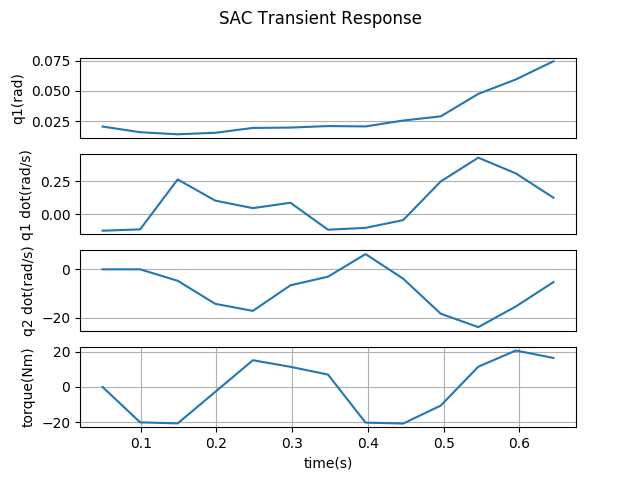 SAC Transient Response
0.075
0.050
0.025
q1(rad)
0.25
0.00
q1 dot(rad/s)
0
−20
q2 dot(rad/s)
20
0
−20
torque(Nm)
0.1 0.2 0.3 0.4 0.5 0.6
time(s)